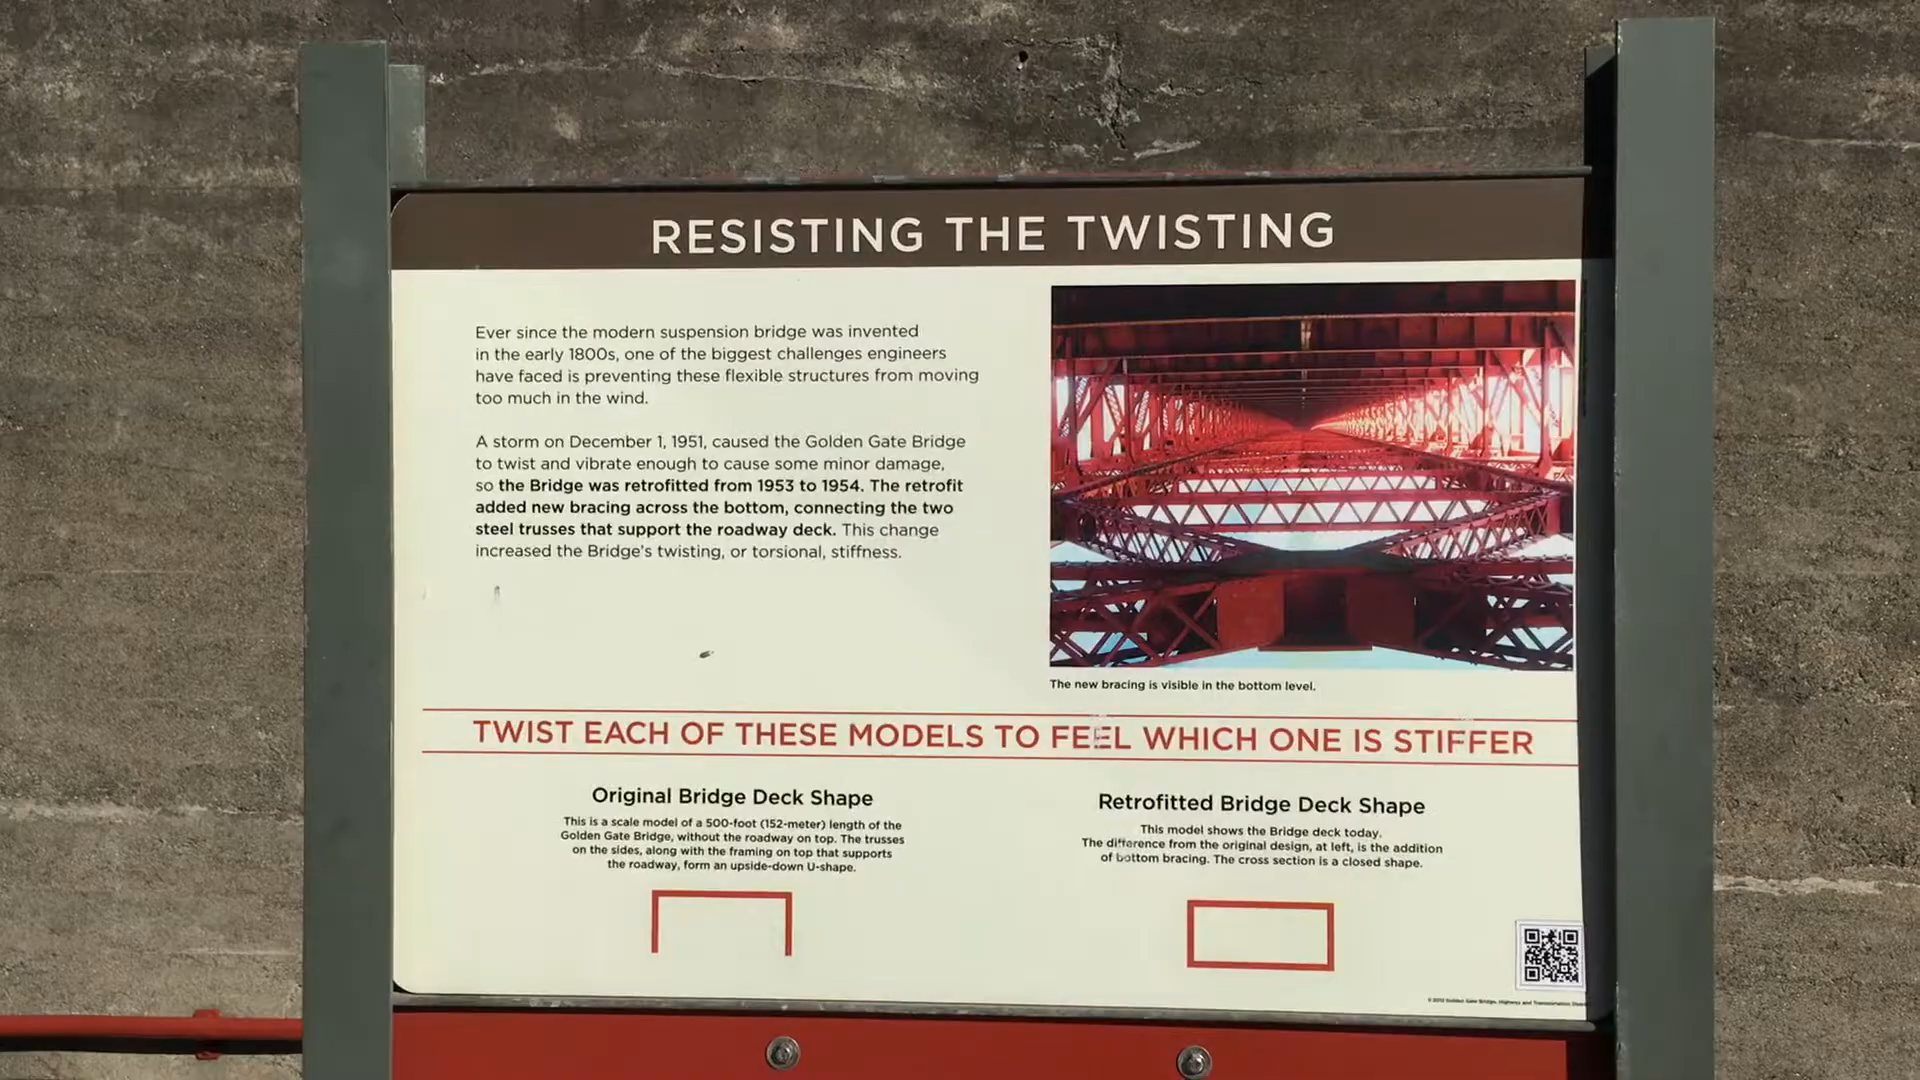 RESISTING THE TWISTING
Ever since the modern suspension bridge was invented
in the early 1800s, one of the biggest challenges engineers
have faced is preventing these flexible structures from moving
too much in the wind.
A storm on December 1, 1951, caused the Golden Gate Bridge
to twist and vibrate enough to cause some minor damage,
so the Bridge was retrofitted from 1953 to 1954. The retrofit
added new bracing across the bottom, connecting the two
steel trusses that support the roadway deck. This change
increased the Bridge's twisting, or torsional, stiffness.
The new bracing is visible in the bottom level.
TWIST EACH OF THESE MODELS TO FEEL WHICH ONE IS STIFFER
Original Bridge Deck Shape
This is a scale model of a 500-foot (152-meter) length of the
Golden Gate Bridge, without the roadway on top. The trusses
on the sides, along with the framing on top that supports
the roadway, form an upside-down U-shape.
Retrofitted Bridge Deck Shape
This model shows the Bridge deck today.
The difference from the original design, at left, is the addition
of bottom bracing. The cross section is a closed shape.
Golden Gate Bridge, Highway and Transportation